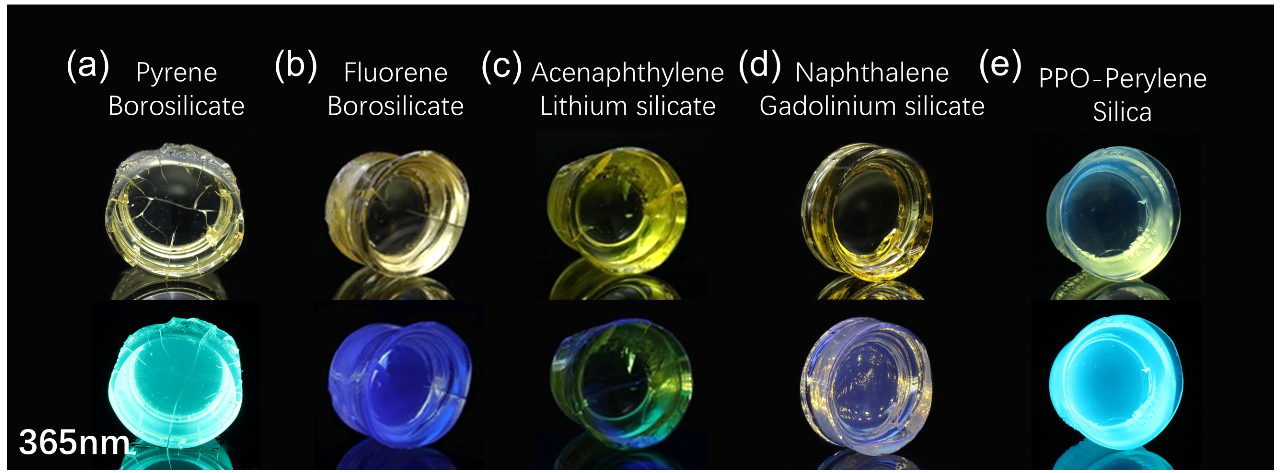 (a) Pyrene
Borosilicate
(b) Fluorene
Borosilicate
(c) Acenaphthylene
Lithium silicate
(d) Naphthalene
Gadolinium silicate
(e) PPO-Perylene
Silica
365nm